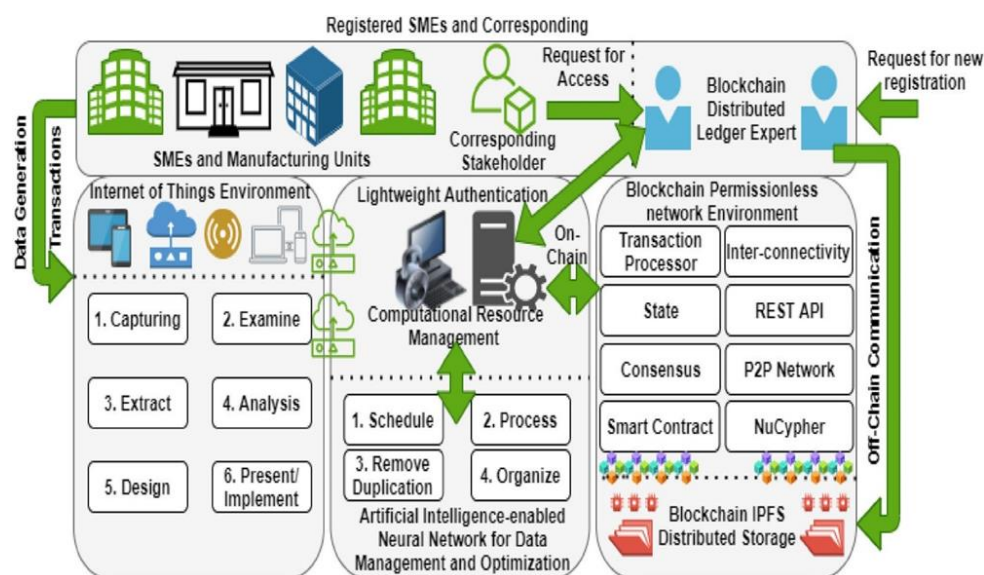 Registered SMEs and Corresponding
Request for
Access
Request for new
registration
Blockchain
Distributed
Ledger Expert
SMEs and Manufacturing Units
Corresponding
Stakeholder
Data Generation
Transactions
Internet of Things Environment
1. Capturing
2. Examine
3. Extract
4. Analysis
5. Design
6. Present/
Implement
Lightweight Authentication
On-
Chain
Computational Resource
Management
1. Schedule
2. Process
3. Remove
Duplication
4. Organize
Artificial Intelligence-enabled
Neural Network for Data
Management and Optimization
Blockchain Permissionless
network Environment
Transaction
Processor
Inter-connectivity
State
REST API
Consensus
P2P Network
Smart Contract
NuCypher
Blockchain IPFS
Distributed Storage
Off-Chain Communication